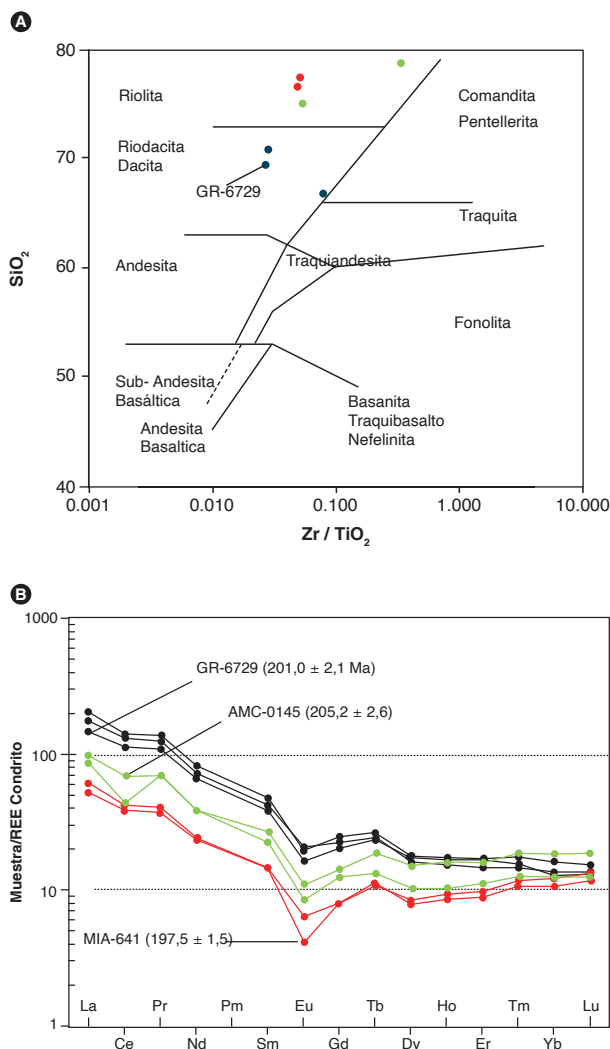 A
80
70
60
50
40
SiO2
Riolita
Comandita
Pentellerita
Riodacita
Dacita
GR-6729
Traquita
Andesita
Traquiandesita
Fonolita
Sub- Andesita
Basáltica
Andesita
Basaltica
Basanita
Traquibasalto
Nefelinita
0.001
0.010
0.100
1.000
10.000
Zr / TiO2
B
1000
100
10
1
Muestra/REE Condrito
GR-6729 (201,0 ± 2,1 Ma)
AMC-0145 (205,2 ± 2,6)
MIA-641 (197,5 ± 1,5)
La
Pr
Pm
Eu
Tb
Ho
Tm
Lu
Ce
Nd
Sm
Gd
Dv
Er
Yb